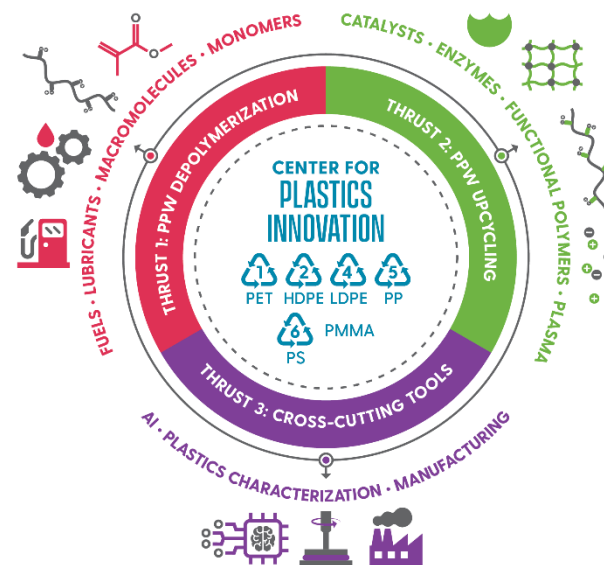 FUELS · LUBRICANTS · MACROMOLECULES · MONOMERS
CATALYSTS · ENZYMES · FUNCTIONAL POLYMERS · PLASMA
THRUST 1: PPW DEPOLYMERIZATION
THRUST 2: PPW UPCYCLING
CENTER FOR
PLASTICS
INNOVATION
1 2 4 5
PET HDPE LDPE PP
6 PMMA
PS
THRUST 3: CROSS-CUTTING TOOLS
AI · PLASTICS CHARACTERIZATION · MANUFACTURING